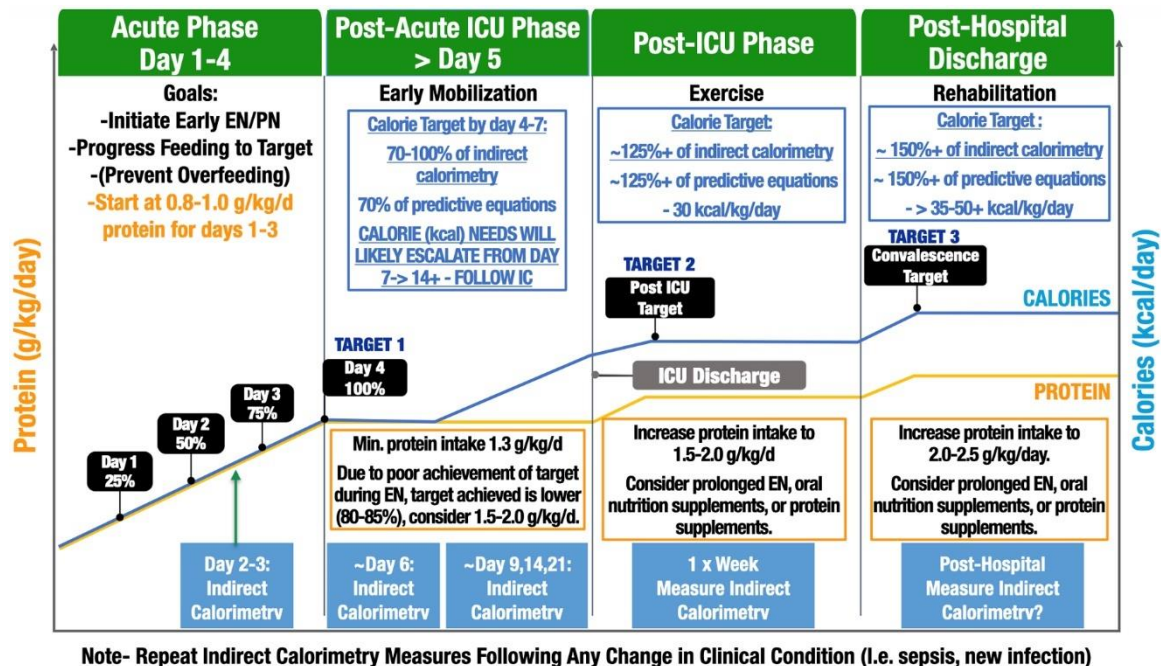 Acute Phase
Day 1-4
Post-Acute ICU Phase
> Day 5
Post-ICU Phase
Post-Hospital
Discharge
Goals:
-Initiate Early EN/PN
-Progress Feeding to Target
-(Prevent Overfeeding)
-Start at 0.8-1.0 g/kg/d
protein for days 1-3
Early Mobilization
Calorie Target by day 4-7:
70-100% of indirect
calorimetry
70% of predictive equations
CALORIE (kcal) NEEDS WILL
LIKELY ESCALATE FROM DAY
7-> 14+ - FOLLOW IC
Exercise
Calorie Target:
~125%+ of indirect calorimetry
~125%+ of predictive equations
- 30 kcal/kg/day
Rehabilitation
Calorie Target :
~ 150%+ of indirect calorimetry
~ 150%+ of predictive equations
- > 35-50+ kcal/kg/day
Protein (g/kg/day)
Calories (kcal/day)
Day 1
25%
Day 2
50%
Day 3
75%
TARGET 1
Day 4
100%
TARGET 2
Post ICU
Target
TARGET 3
Convalescence
Target
CALORIES
ICU Discharge
PROTEIN
Min. protein intake 1.3 g/kg/d
Due to poor achievement of target
during EN, target achieved is lower
(80-85%), consider 1.5-2.0 g/kg/d.
Increase protein intake to
1.5-2.0 g/kg/d
Consider prolonged EN, oral
nutrition supplements, or protein
supplements.
Increase protein intake to
2.0-2.5 g/kg/day.
Consider prolonged EN, oral
nutrition supplements, or protein
supplements.
Day 2-3:
Indirect
Calorimetry
~Day 6:
Indirect
Calorimetry
~Day 9,14,21:
Indirect
Calorimetry
1 x Week
Measure Indirect
Calorimetry
Post-Hospital
Measure Indirect
Calorimetry?
Note- Repeat Indirect Calorimetry Measures Following Any Change in Clinical Condition (I.e. sepsis, new infection)